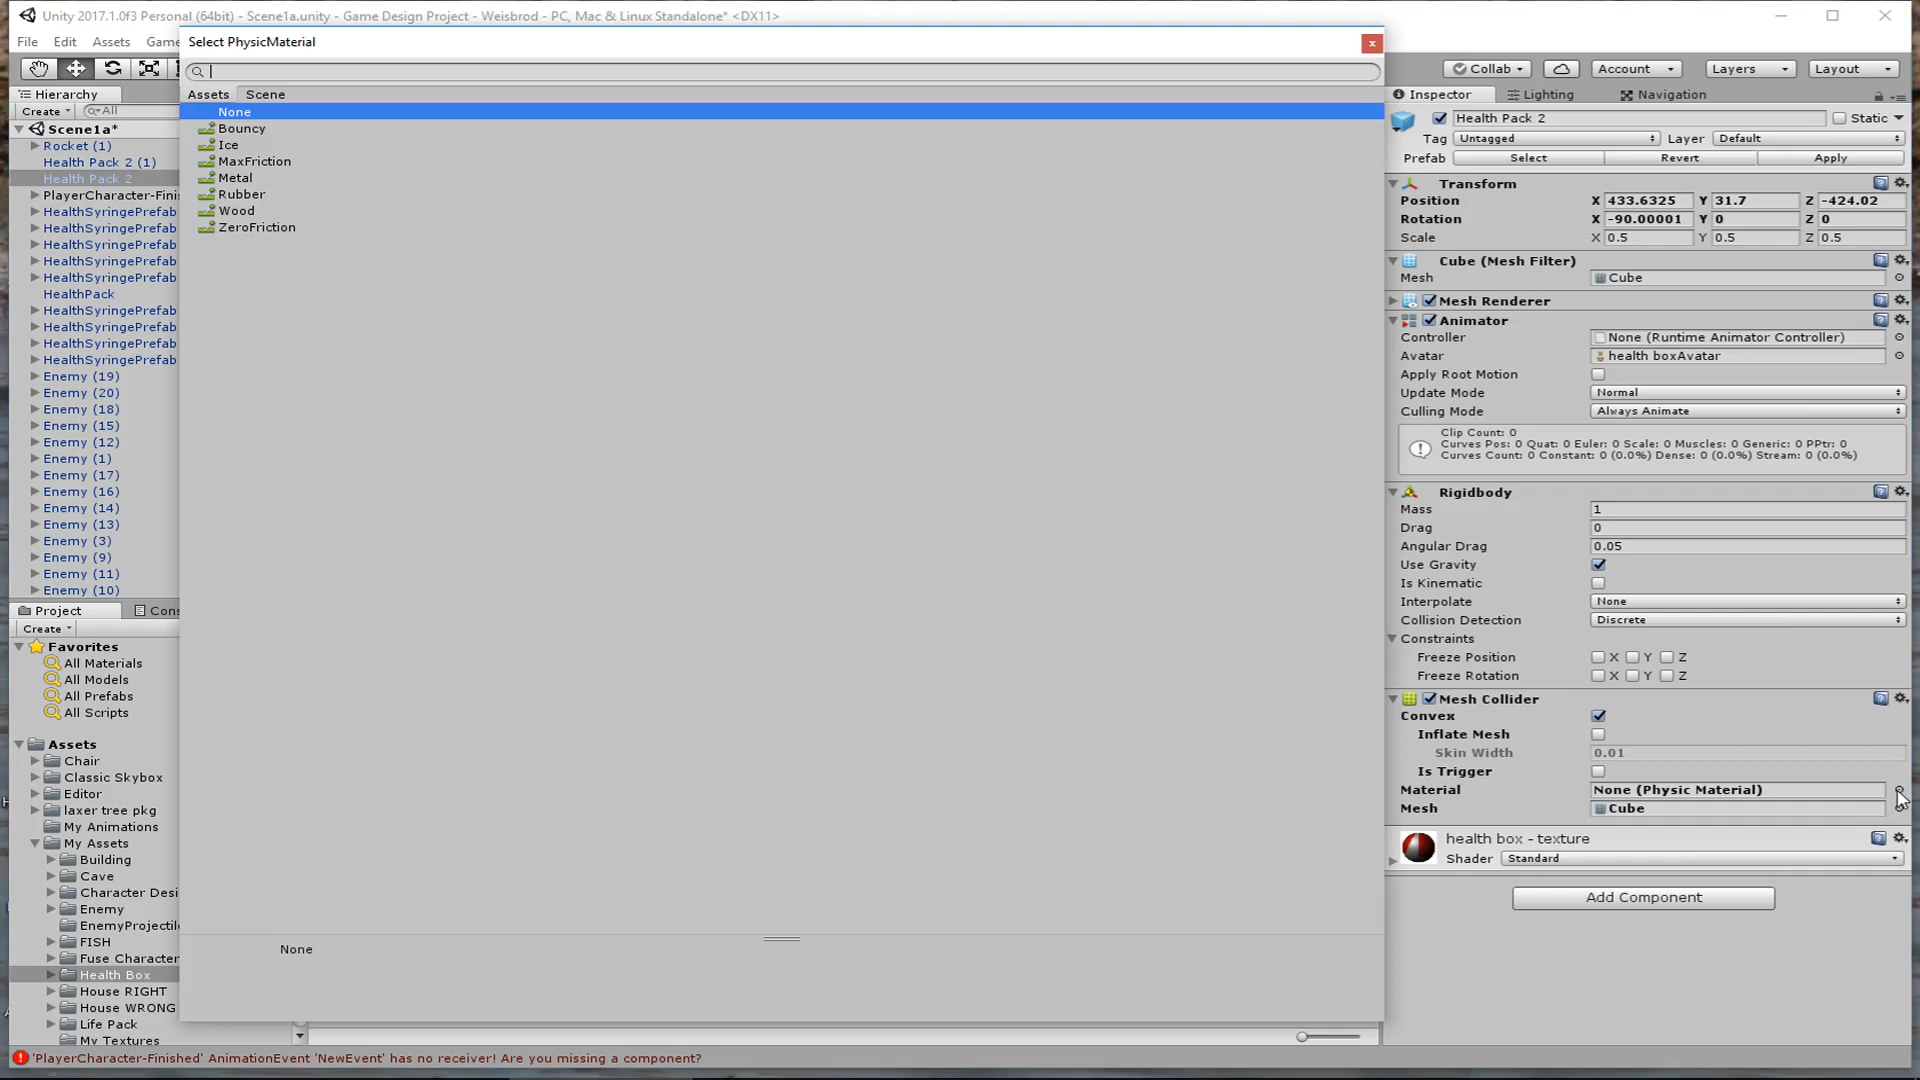 Unity 2017.1.0f3 Personal (64bit) - Scene1a.unity - Game Design Project - Weisbrod - PC, Mac & Linux Standalone* <DX11>
File Edit Assets
Select PhysicMaterial
Collab Account Layers Layout
Hierarchy
Create All
Scene1a*
Rocket (1)
Health Pack 2 (1)
Health Pack 2
HealthSyringePrefab
HealthSyringePrefab
HealthSyringePrefab
HealthSyringePrefab
HealthSyringePrefab
HealthPack
HealthSyringePrefab
HealthSyringePrefab
HealthSyringePrefab
HealthSyringePrefab
Enemy (19)
Enemy (20)
Enemy (18)
Enemy (15)
Enemy (12)
Enemy (1)
Enemy (17)
Enemy (16)
Enemy (14)
Enemy (13)
Enemy (3)
Enemy (9)
Enemy (11)
Enemy (10)
Project
Create
Favorites
All Materials
All Models
All Prefabs
All Scripts
Assets
Chair
Classic Skybox
Editor
laxer tree pkg
My Animations
My Assets
Building
Cave
Character Desi
Enemy
EnemyProjectil
FISH
Fuse Character
Health Box
House RIGHT
House WRONG
Life Pack
My Textures
Assets Scene
None
Bouncy
Ice
MaxFriction
Metal
Rubber
Wood
ZeroFriction
None
Inspector Lighting Navigation
Health Pack 2 Static
Tag Untagged Layer Default
Prefab Select Revert Apply
Transform
Position X 433.6325 Y 31.7 Z -424.02
Rotation X -90.00001 Y 0 Z 0
Scale X 0.5 Y 0.5 Z 0.5
Cube (Mesh Filter)
Mesh Cube
Mesh Renderer
Animator
Controller None (Runtime Animator Controller)
Avatar health boxAvatar
Apply Root Motion
Update Mode Normal
Culling Mode Always Animate
Clip Count: 0
Curves Pos: 0 Quat: 0 Euler: 0 Scale: 0 Muscles: 0 Generic: 0 PPtr: 0
Curves Count: 0 Constant: 0 (0.0%) Dense: 0 (0.0%) Stream: 0 (0.0%)
Rigidbody
Mass 1
Drag 0
Angular Drag 0.05
Use Gravity
Is Kinematic
Interpolate None
Collision Detection Discrete
Constraints
Freeze Position X Y Z
Freeze Rotation X Y Z
Mesh Collider
Convex
Inflate Mesh
Skin Width 0.01
Is Trigger
Material None (Physic Material)
Mesh Cube
health box - texture
Shader Standard
Add Component
'PlayerCharacter-Finished' AnimationEvent 'NewEvent' has no receiver! Are you missing a component?